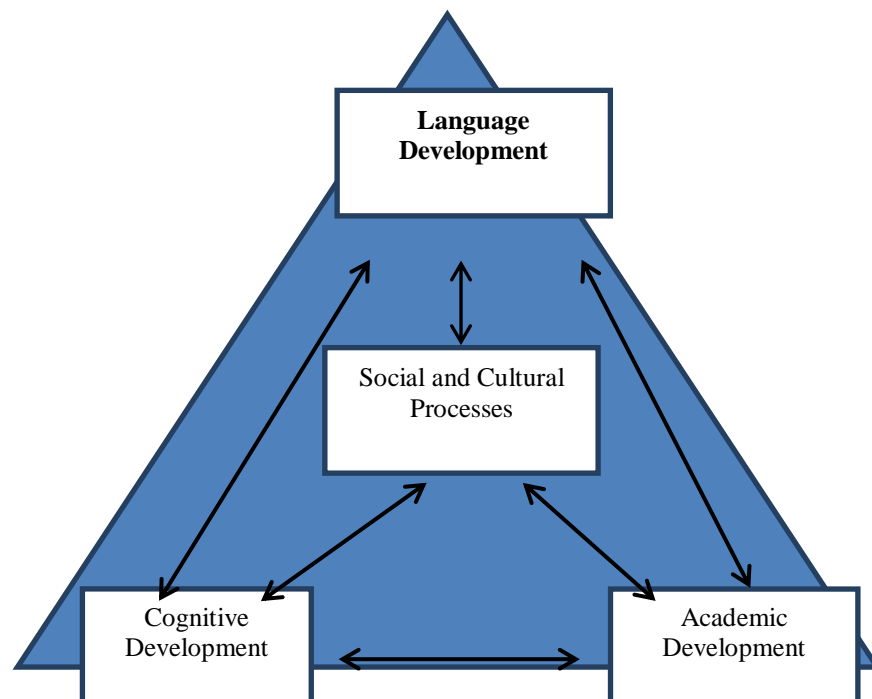 Language
Development
Social and Cultural
Processes
Cognitive
Development
Academic
Development